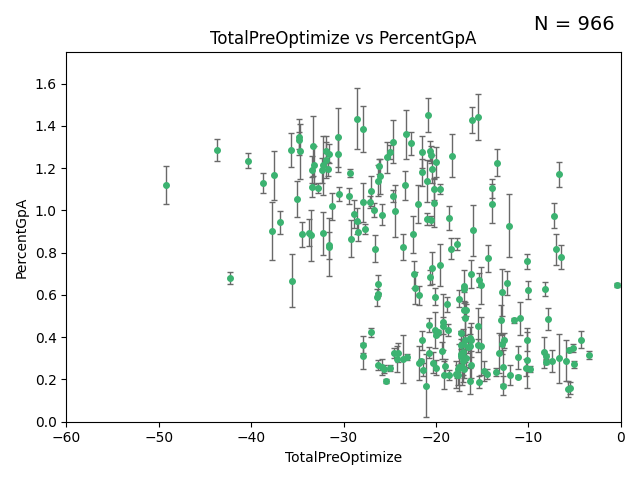 N = 966
TotalPreOptimize vs PercentGpA
PercentGpA
1.6
1.4
1.2
1.0
0.8
0.6
0.4
0.2
0.0
−60 −50 −40 −30 −20 −10 0
TotalPreOptimize